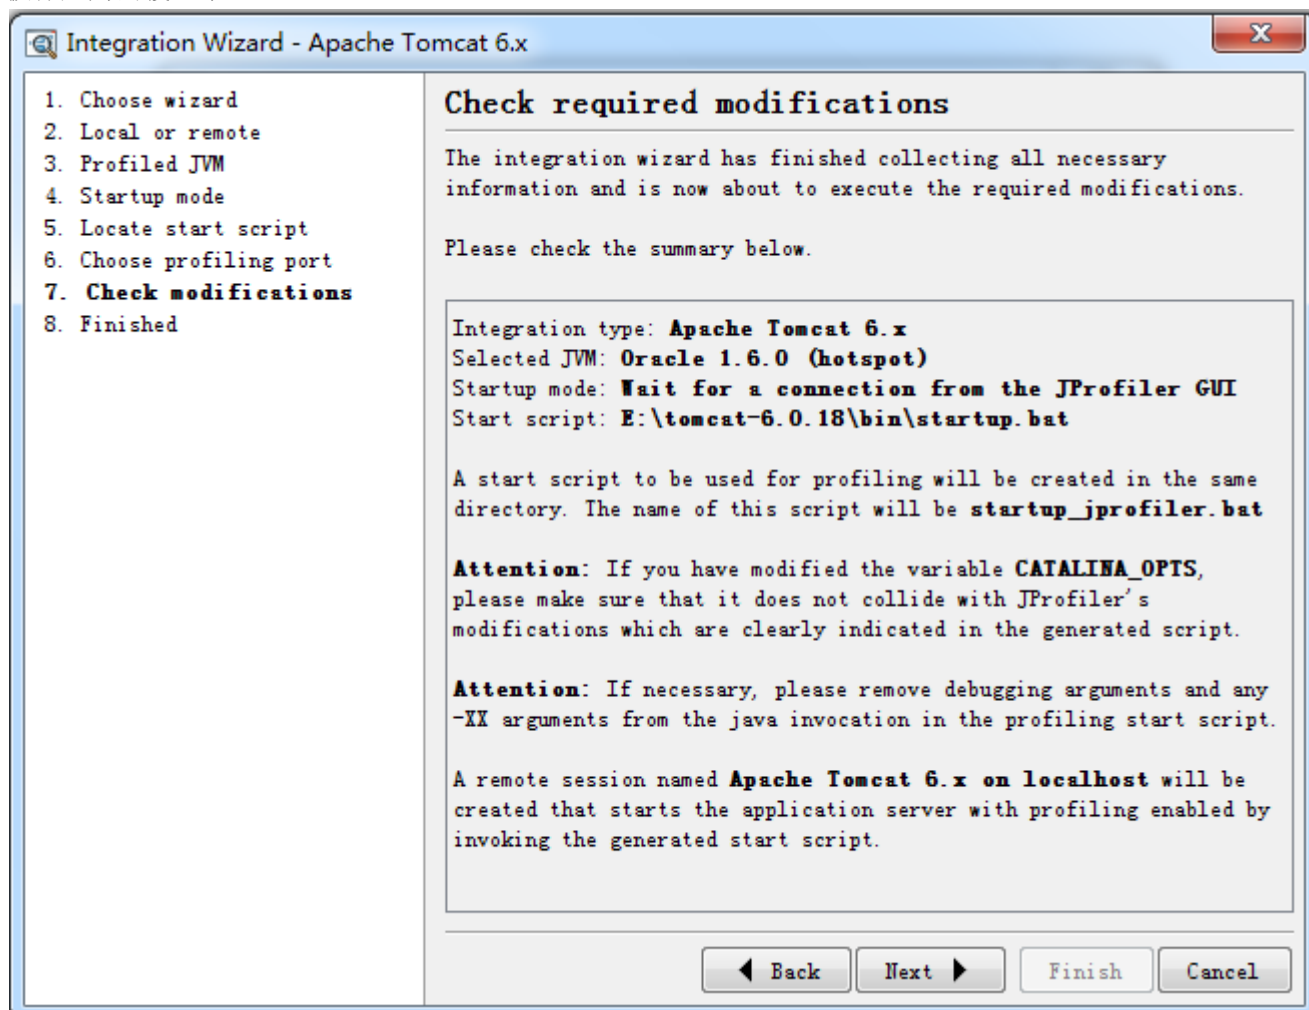 Integration Wizard - Apache Tomcat 6.x
1. Choose wizard
2. Local or remote
3. Profiled JVM
4. Startup mode
5. Locate start script
6. Choose profiling port
7. Check modifications
8. Finished
Check required modifications
The integration wizard has finished collecting all necessary
information and is now about to execute the required modifications.
Please check the summary below.
Integration type: Apache Tomcat 6.x
Selected JVM: Oracle 1.6.0 (hotspot)
Startup mode: Wait for a connection from the JProfiler GUI
Start script: E:\tomcat-6.0.18\bin\startup.bat
A start script to be used for profiling will be created in the same
directory. The name of this script will be startup_jprofiler.bat
Attention: If you have modified the variable CATALINA_OPTS,
please make sure that it does not collide with JProfiler's
modifications which are clearly indicated in the generated script.
Attention: If necessary, please remove debugging arguments and any
-XX arguments from the java invocation in the profiling start script.
A remote session named Apache Tomcat 6.x on localhost will be
created that starts the application server with profiling enabled by
invoking the generated start script.
Back
Next
Finish
Cancel